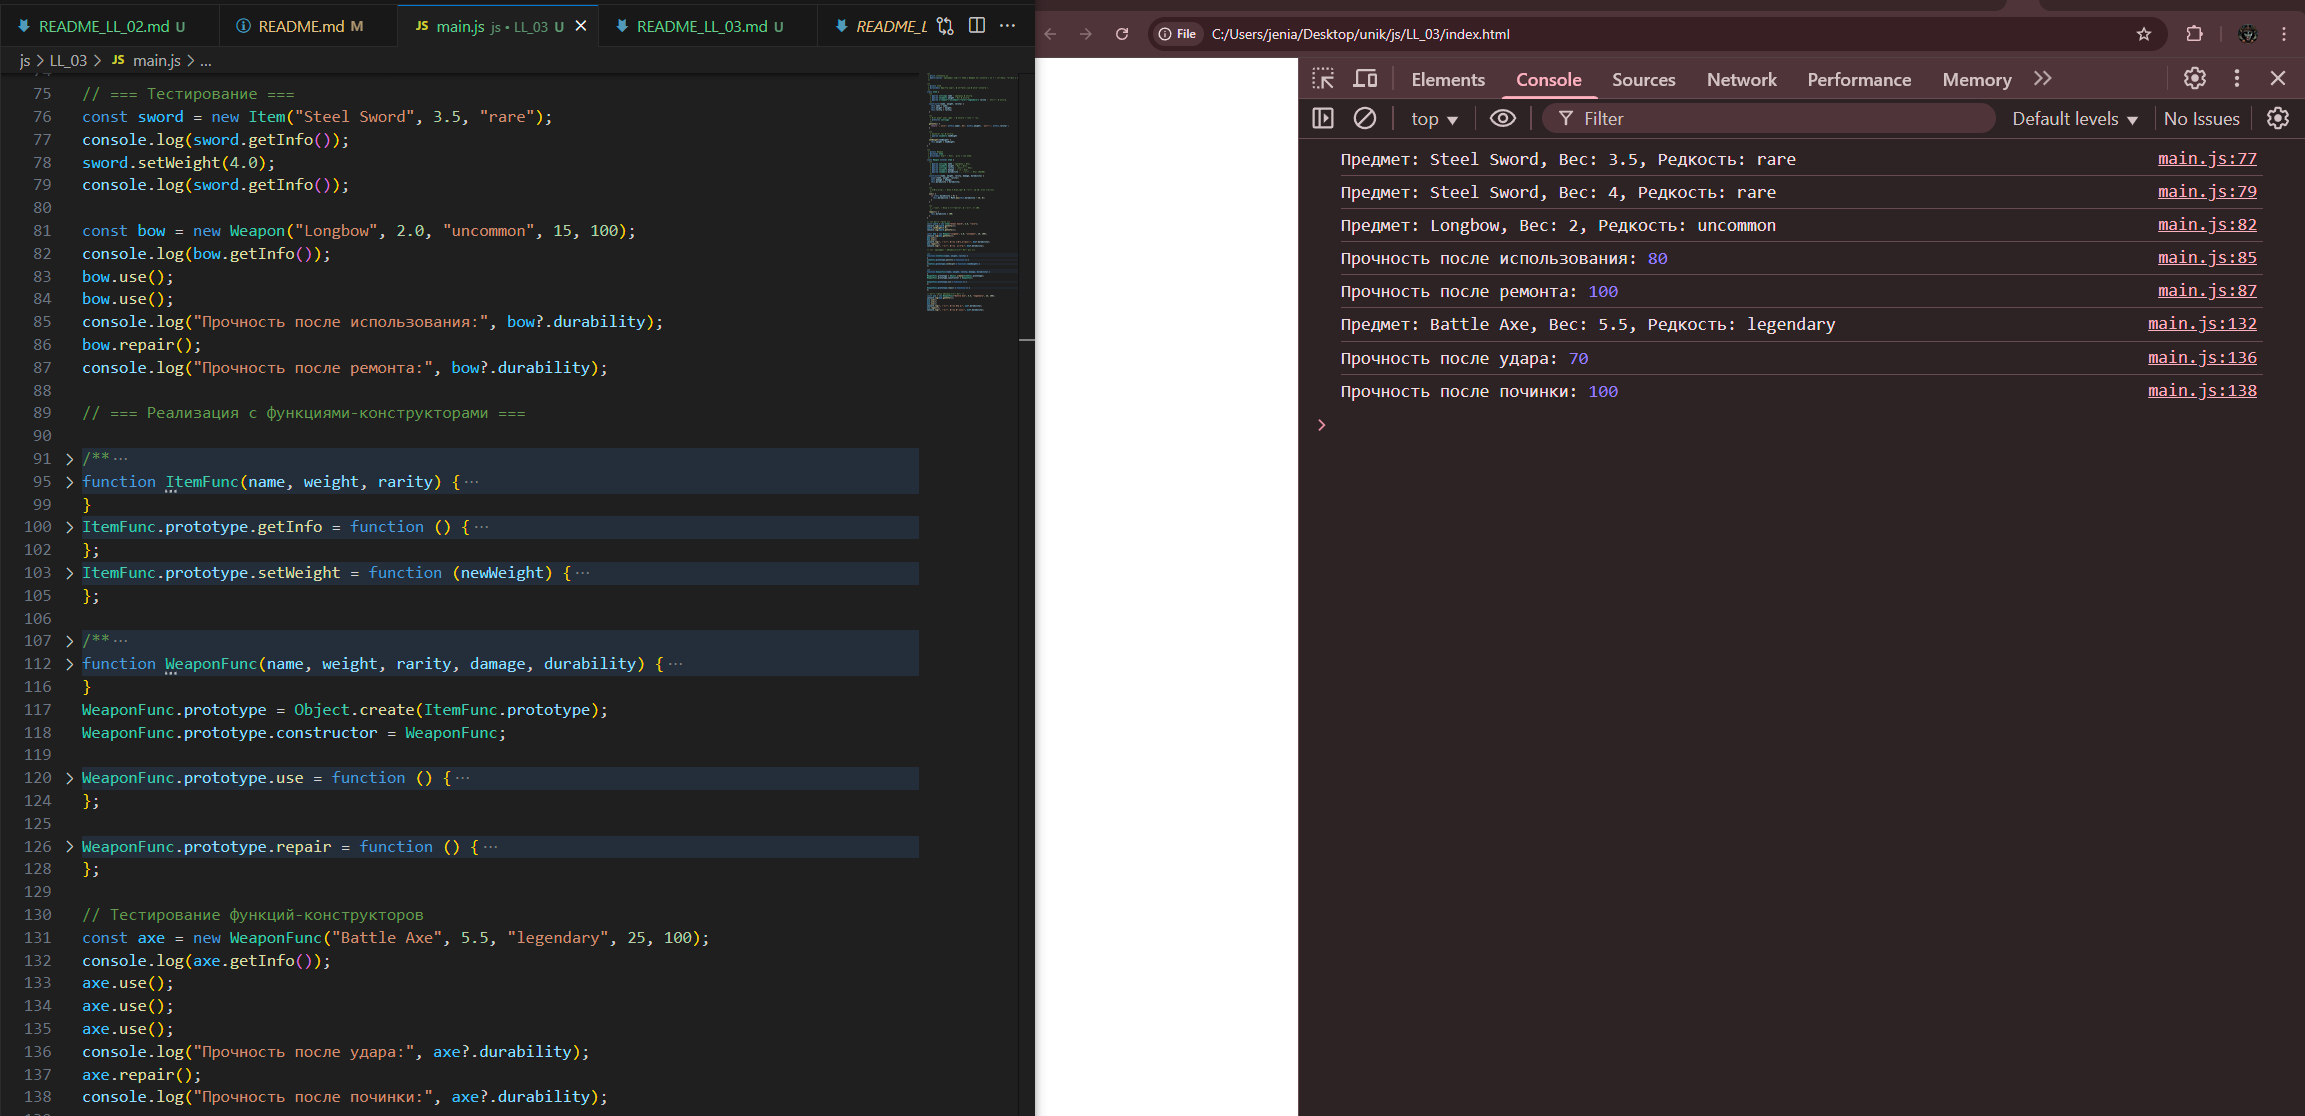 README_LL_02.md U
README.md M
JS main.js js • LL_03 U
README_LL_03.md U
README_L
js > LL_03 > JS main.js > ...
75 // === Тестирование ===
76 const sword = new Item("Steel Sword", 3.5, "rare");
77 console.log(sword.getInfo());
78 sword.setWeight(4.0);
79 console.log(sword.getInfo());
80
81 const bow = new Weapon("Longbow", 2.0, "uncommon", 15, 100);
82 console.log(bow.getInfo());
83 bow.use();
84 bow.use();
85 console.log("Прочность после использования:", bow?.durability);
86 bow.repair();
87 console.log("Прочность после ремонта:", bow?.durability);
88
89 // === Реализация с функциями-конструкторами ===
90
91 /** ...
95 function ItemFunc(name, weight, rarity) { ...
99 }
100 ItemFunc.prototype.getInfo = function () { ...
102 };
103 ItemFunc.prototype.setWeight = function (newWeight) { ...
105 };
106
107 /** ...
112 function WeaponFunc(name, weight, rarity, damage, durability) { ...
116 }
117 WeaponFunc.prototype = Object.create(ItemFunc.prototype);
118 WeaponFunc.prototype.constructor = WeaponFunc;
119
120 WeaponFunc.prototype.use = function () { ...
124 };
125
126 WeaponFunc.prototype.repair = function () { ...
128 };
129
130 // Тестирование функций-конструкторов
131 const axe = new WeaponFunc("Battle Axe", 5.5, "legendary", 25, 100);
132 console.log(axe.getInfo());
133 axe.use();
134 axe.use();
135 axe.use();
136 console.log("Прочность после удара:", axe?.durability);
137 axe.repair();
138 console.log("Прочность после починки:", axe?.durability);
File C:/Users/jenia/Desktop/unik/js/LL_03/index.html
Elements Console Sources Network Performance Memory
top Filter Default levels No Issues
Предмет: Steel Sword, Вес: 3.5, Редкость: rare main.js:77
Предмет: Steel Sword, Вес: 4, Редкость: rare main.js:79
Предмет: Longbow, Вес: 2, Редкость: uncommon main.js:82
Прочность после использования: 80 main.js:85
Прочность после ремонта: 100 main.js:87
Предмет: Battle Axe, Вес: 5.5, Редкость: legendary main.js:132
Прочность после удара: 70 main.js:136
Прочность после починки: 100 main.js:138